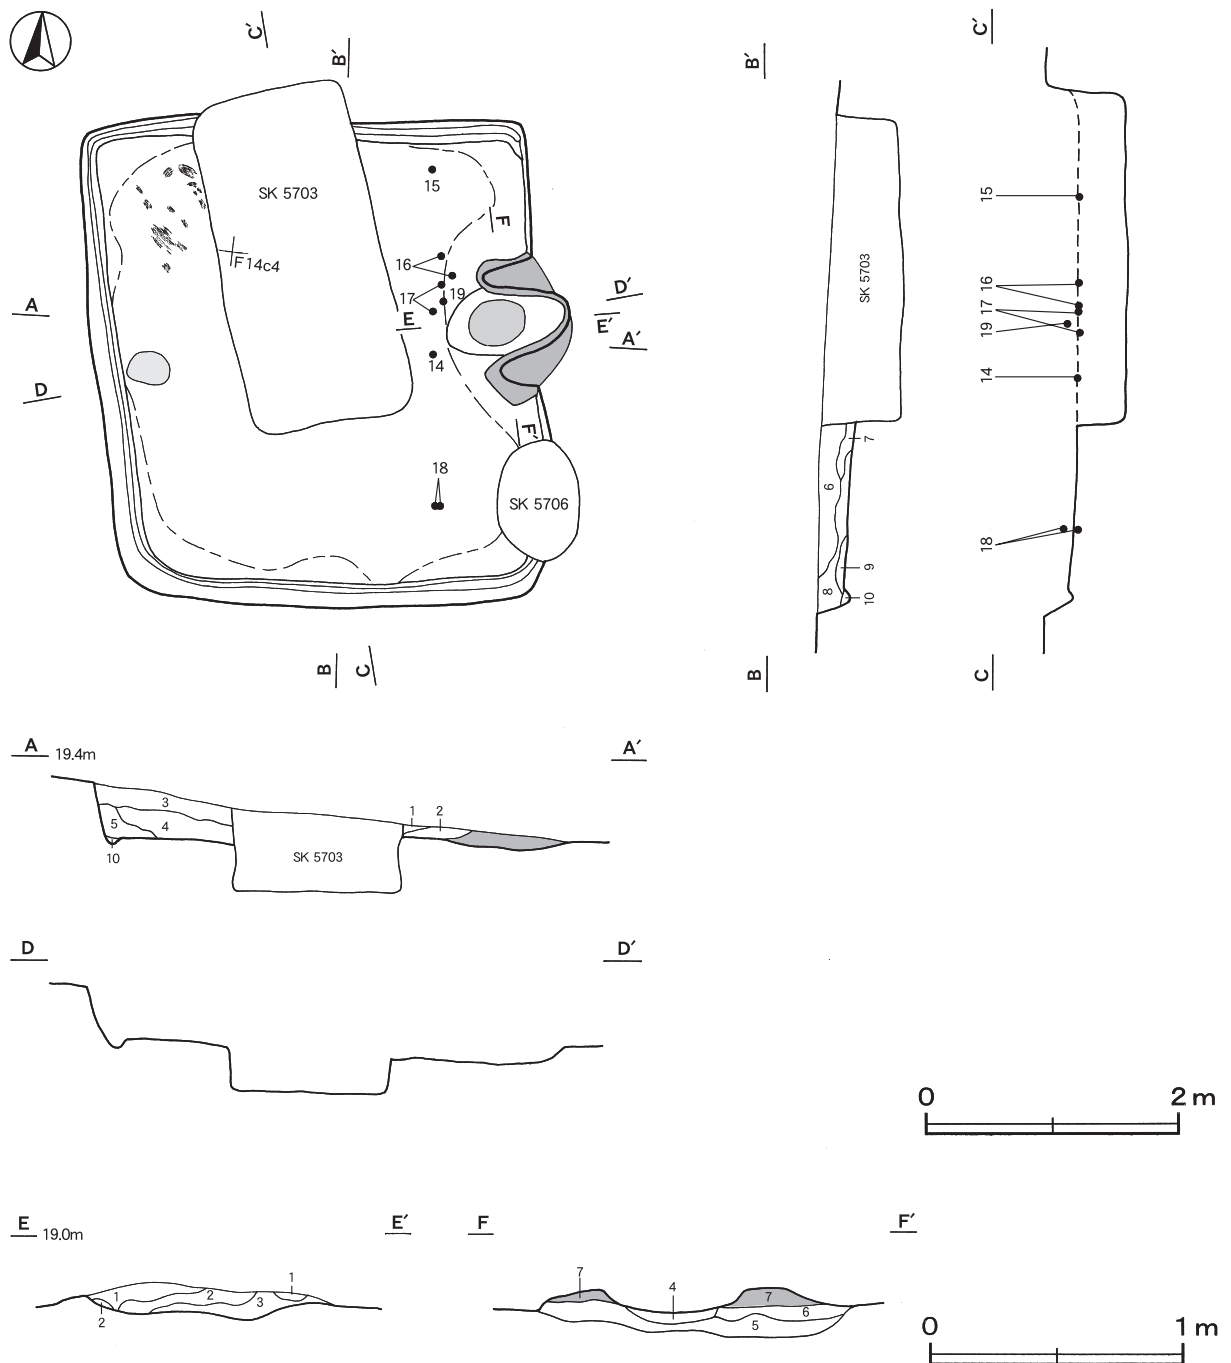 C′
B′
SK 5703
15
F
F14c4
16
17
19
E
14
A
D
D′
E′
A′
F′
18
SK 5706
B
C
B′
SK 5703
7
6
9
8
10
B
C′
15
16
17
19
14
18
C
A 19.4m
A′
3
1
2
5
4
10
SK 5703
D
D′
0 2 m
E 19.0m
E′
1
2
3
1
2
F
F′
7
4
7
6
5
0 1 m